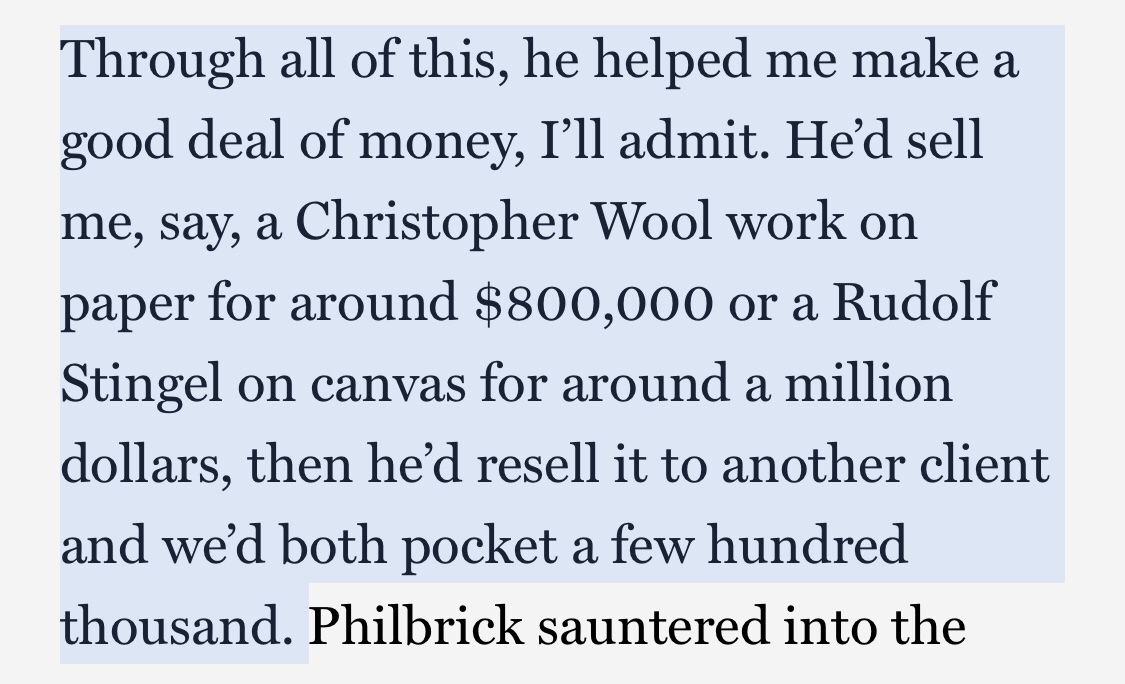 Through all of this, he helped me make a
good deal of money, I’ll admit. He’d sell
me, say, a Christopher Wool work on
paper for around $800,000 or a Rudolf
Stingel on canvas for around a million
dollars, then he’d resell it to another client
and we’d both pocket a few hundred
thousand. Philbrick sauntered into the